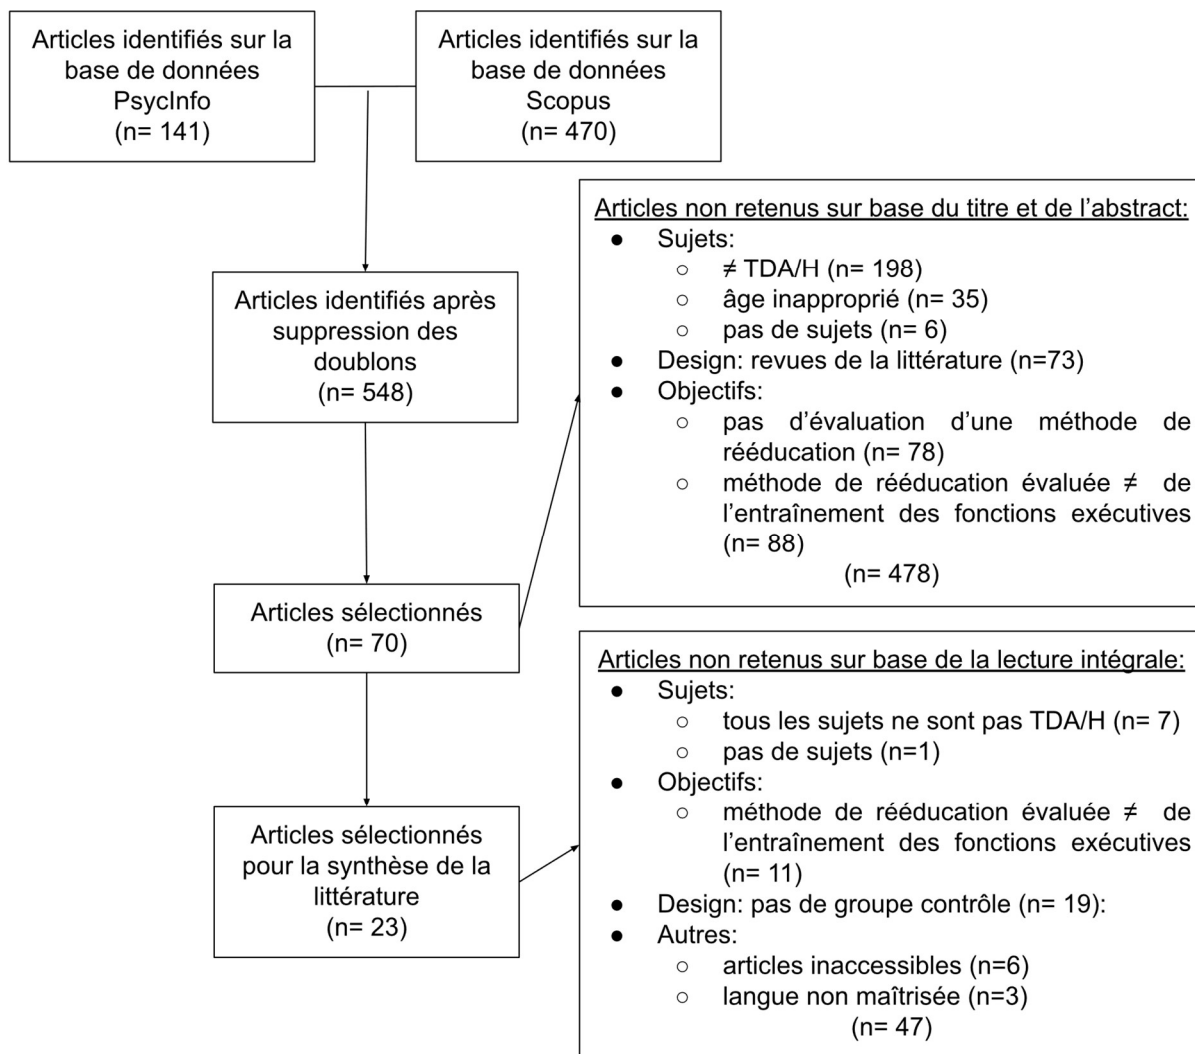 Articles identifiés sur la
base de données
PsycInfo
(n= 141)
Articles identifiés sur la
base de données
Scopus
(n= 470)
Articles identifiés après
suppression des
doublons
(n= 548)
Articles non retenus sur base du titre et de l’abstract:
● Sujets:
○ ≠ TDA/H (n= 198)
○ âge inapproprié (n= 35)
○ pas de sujets (n= 6)
● Design: revues de la littérature (n=73)
● Objectifs:
○ pas d’évaluation d’une méthode de
rééducation (n= 78)
○ méthode de rééducation évaluée ≠ de
l’entraînement des fonctions exécutives
(n= 88)
(n= 478)
Articles sélectionnés
(n= 70)
Articles non retenus sur base de la lecture intégrale:
● Sujets:
○ tous les sujets ne sont pas TDA/H (n= 7)
○ pas de sujets (n=1)
● Objectifs:
○ méthode de rééducation évaluée ≠ de
l’entraînement des fonctions exécutives
(n= 11)
● Design: pas de groupe contrôle (n= 19):
● Autres:
○ articles inaccessibles (n=6)
○ langue non maîtrisée (n=3)
(n= 47)
Articles sélectionnés
pour la synthèse de la
littérature
(n= 23)